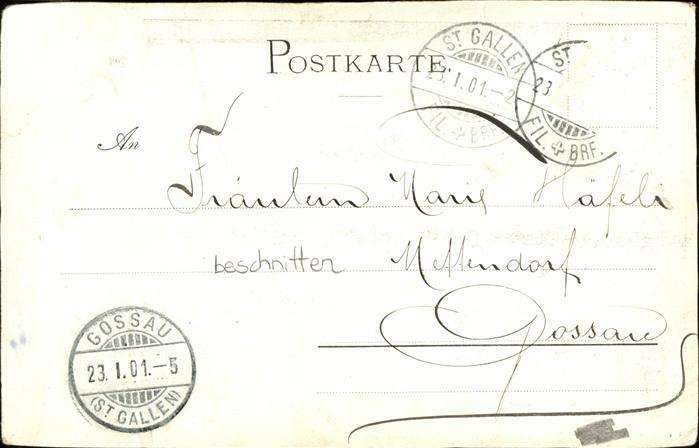 POSTKARTE.
ST GALLEN
23.I.01.–2
FIL. BRF.
ST
23
FIL. BRF.
An
Fräulein Marie Häfeli
beschnitten Mettendorf
Gossau
GOSSAU
23.I.01.–5
(ST GALLEN)